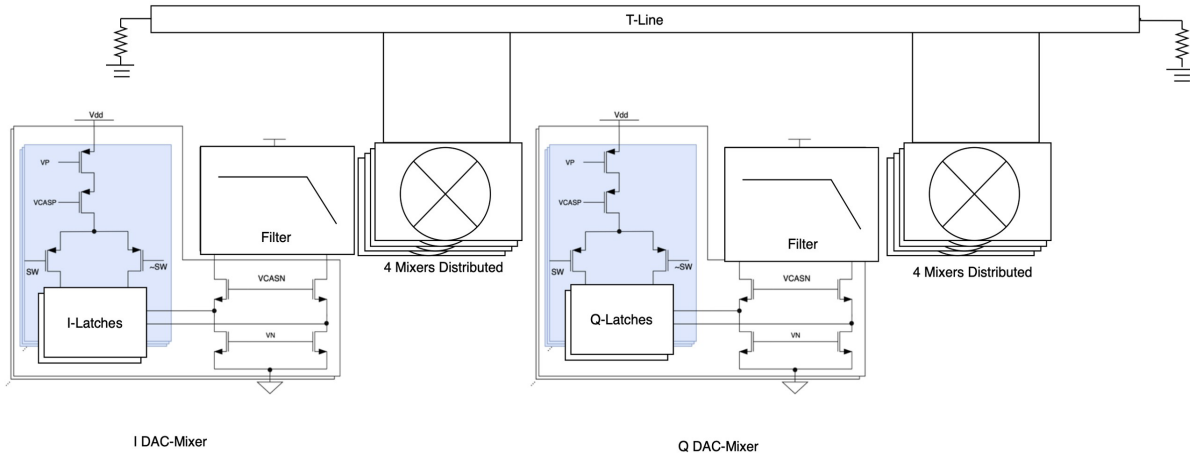 T-Line
Vdd
VP
VCASP
SW
~SW
I-Latches
Filter
VCASN
VN
4 Mixers Distributed
Vdd
VP
VCASP
SW
~SW
Q-Latches
Filter
VCASN
VN
4 Mixers Distributed
I DAC-Mixer
Q DAC-Mixer